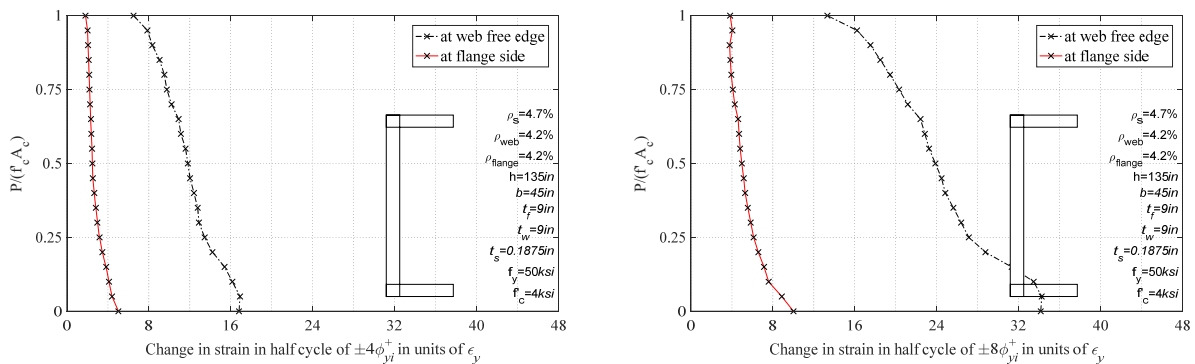 1
0.75
0.5
0.25
0
P/(f'cAc)
at web free edge
at flange side
ρs=4.7%
ρweb=4.2%
ρflange=4.2%
h=135in
b=45in
tf=9in
tw=9in
ts=0.1875in
fy=50ksi
f'c=4ksi
0 8 16 24 32 40 48
Change in strain in half cycle of ±4ϕ+yi in units of ϵy
1
0.75
0.5
0.25
0
P/(f'cAc)
at web free edge
at flange side
ρs=4.7%
ρweb=4.2%
ρflange=4.2%
h=135in
b=45in
tf=9in
tw=9in
ts=0.1875in
fy=50ksi
f'c=4ksi
0 8 16 24 32 40 48
Change in strain in half cycle of ±8ϕ+yi in units of ϵy